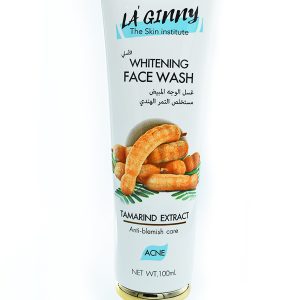 LA' GINNY
The Skin institute
WHITENING
FACE WASH
غسل الوجه المبيض
مستخلص التمر الهندي
TAMARIND EXTRACT
Anti-blemish care
ACNE
NET WT.100mL